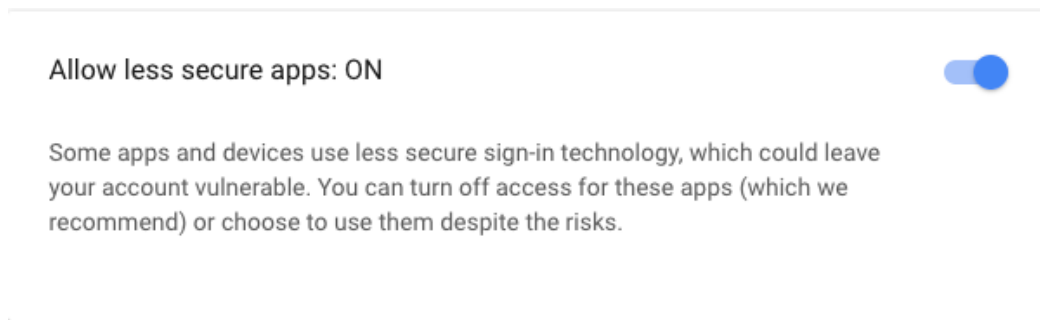 Allow less secure apps: ON
Some apps and devices use less secure sign-in technology, which could leave
your account vulnerable. You can turn off access for these apps (which we
recommend) or choose to use them despite the risks.